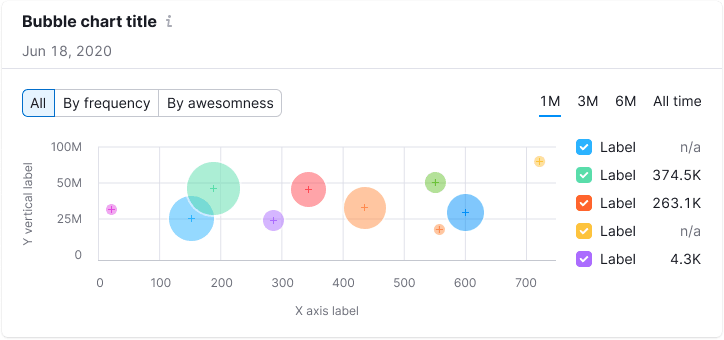 Bubble chart title
Jun 18, 2020
All By frequency By awesomness
1M 3M 6M All time
Y vertical label
100M
50M
25M
0
0 100 200 300 400 500 600 700
X axis label
Label n/a
Label 374.5K
Label 263.1K
Label n/a
Label 4.3K